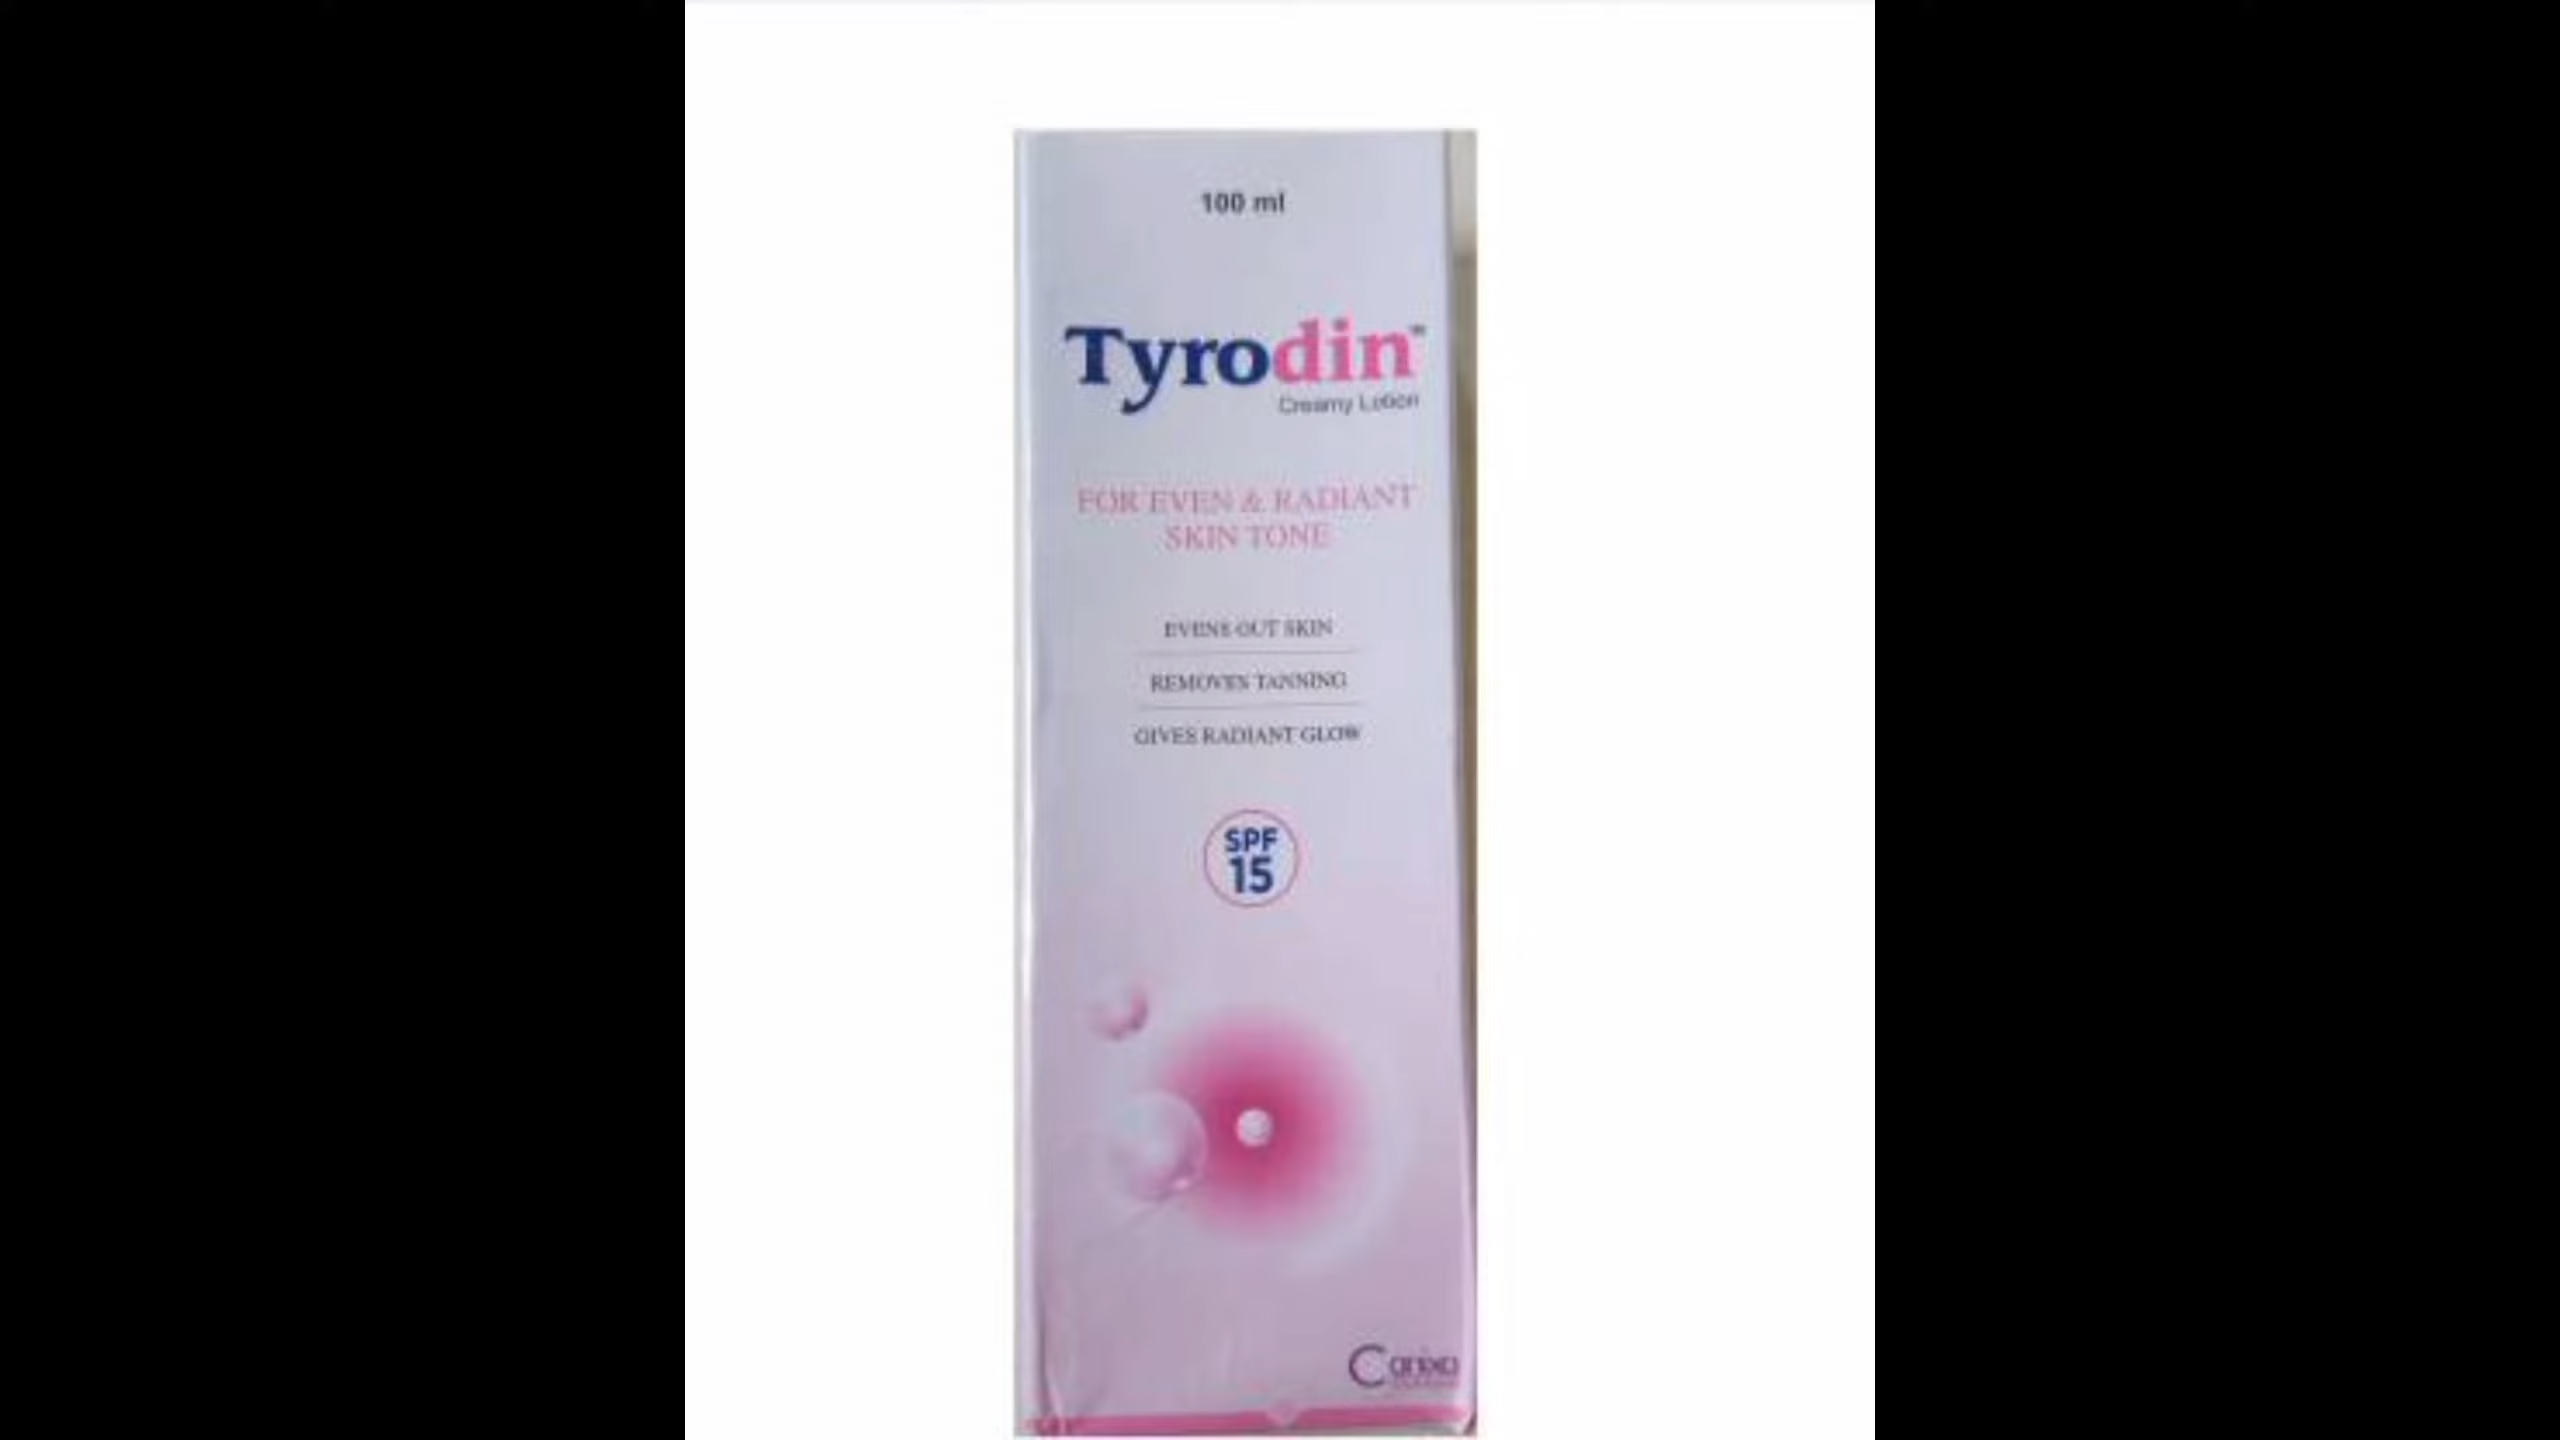 100 ml
Tyrodin™
Creamy Lotion
FOR EVEN & RADIANT
SKIN TONE
EVENS OUT SKIN
REMOVES TANNING
GIVES RADIANT GLOW
SPF
15